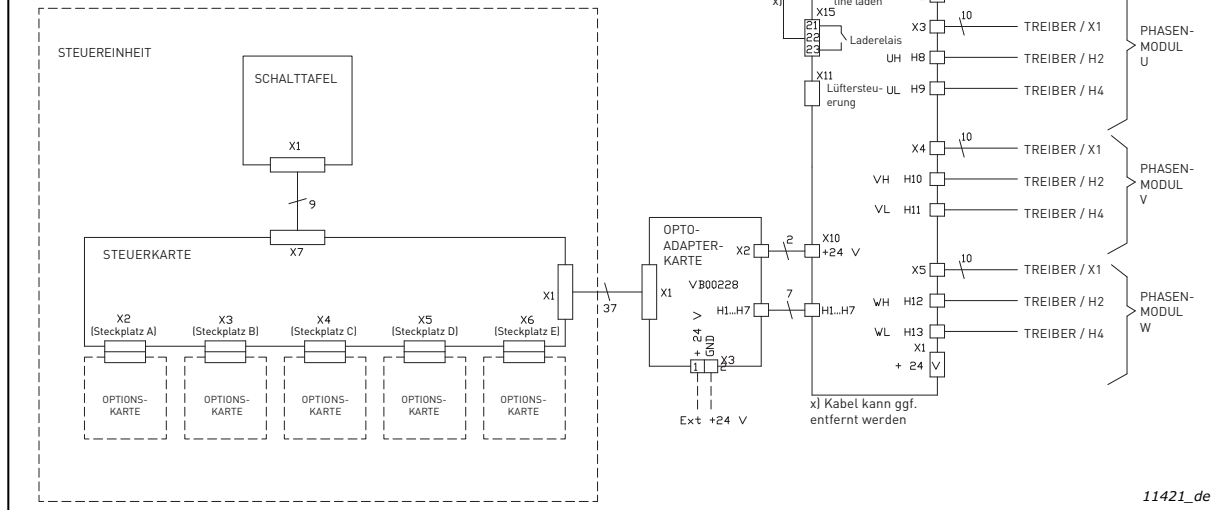 x)
line laden
X15
21
22
23
Laderelais
X11
Lüftersteu-
erung
X3
10
TREIBER / X1
UH H8
TREIBER / H2
UL H9
TREIBER / H4
PHASEN-
MODUL
U
STEUEREINHEIT
SCHALTTAFEL
X1
9
X7
STEUERKARTE
X1
37
X2
(Steckplatz A)
X3
(Steckplatz B)
X4
(Steckplatz C)
X5
(Steckplatz D)
X6
(Steckplatz E)
OPTIONS-
KARTE
OPTIONS-
KARTE
OPTIONS-
KARTE
OPTIONS-
KARTE
OPTIONS-
KARTE
OPTO-
ADAPTER-
KARTE
X2
2
X10
+24 V
VB00228
X1
H1...H7
7
H1...H7
+ 24 V
GND
1
2
X3
Ext +24 V
X4
10
TREIBER / X1
VH H10
TREIBER / H2
VL H11
TREIBER / H4
PHASEN-
MODUL
V
X5
10
TREIBER / X1
WH H12
TREIBER / H2
WL H13
TREIBER / H4
PHASEN-
MODUL
W
X1
+ 24 V
x) Kabel kann ggf.
entfernt werden
11421_de